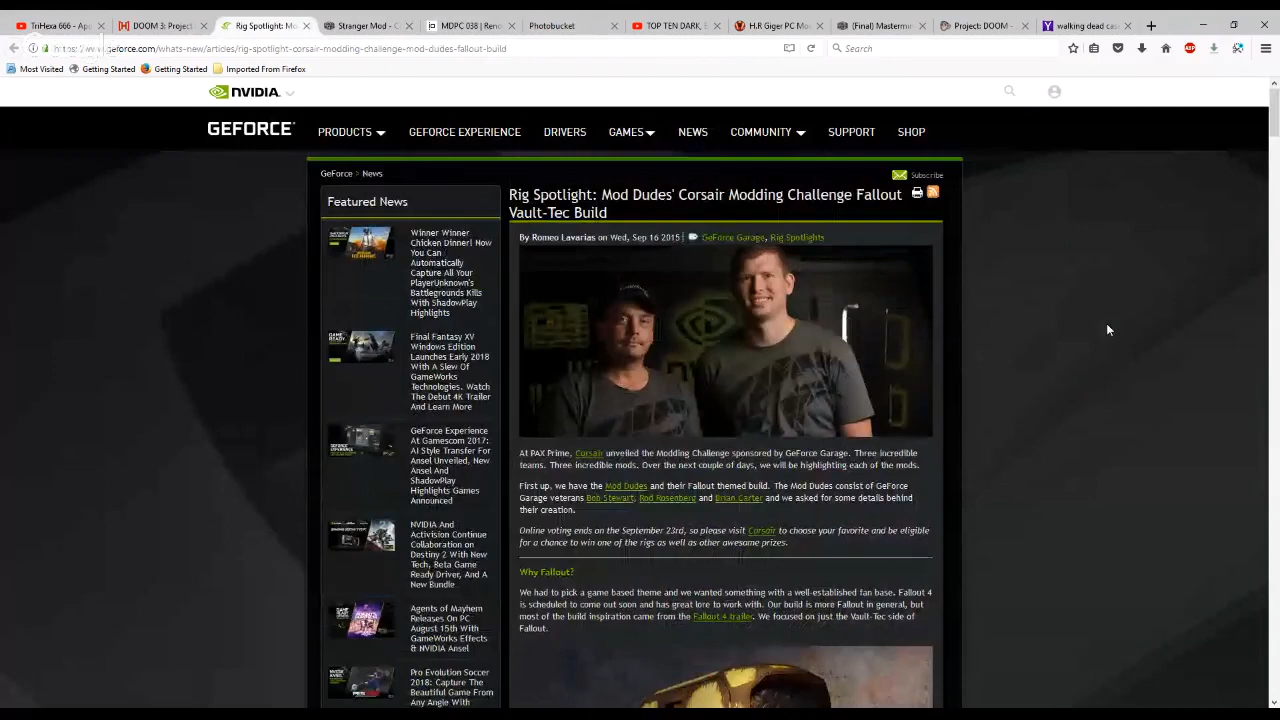 TriHexa 666 - Ap
DOOM 3: Project
Rig Spotlight: Mo
Stranger Mod - C
MDPC 038 | Reno
Photobucket
TOP TEN DARK, E
H.R Giger PC Mo
(Final) Mastermu
Project: DOOM -
walking dead cas
geforce.com/whats-new/articles/rig-spotlight-corsair-modding-challenge-mod-dudes-fallout-build
Search
ABP
Most Visited Getting Started Getting Started Imported From Firefox
NVIDIA.
GEFORCE PRODUCTS GEFORCE EXPERIENCE DRIVERS GAMES NEWS COMMUNITY SUPPORT SHOP
GeForce > News
Subscribe
Featured News
Winner Winner
Chicken Dinner! Now
You Can
Automatically
Capture All Your
PlayerUnknown's
Battlegrounds Kills
With ShadowPlay
Highlights
Final Fantasy XV
Windows Edition
Launches Early 2018
With A Slew Of
GameWorks
Technologies. Watch
The Debut 4K Trailer
And Learn More
GeForce Experience
At Gamescom 2017:
AI Style Transfer For
Ansel Unveiled, New
Ansel And
ShadowPlay
Highlights Games
Announced
NVIDIA And
Activision Continue
Collaboration on
Destiny 2 With New
Tech, Beta Game
Ready Driver, And A
New Bundle
Agents of Mayhem
Releases On PC
August 15th With
GameWorks Effects
& NVIDIA Ansel
Pro Evolution Soccer
2018: Capture The
Beautiful Game From
Any Angle With
Rig Spotlight: Mod Dudes' Corsair Modding Challenge Fallout
Vault-Tec Build
By Romeo Lavarias on Wed, Sep 16 2015 GeForce Garage, Rig Spotlights
At PAX Prime, Corsair unveiled the Modding Challenge sponsored by GeForce Garage. Three incredible
teams. Three incredible mods. Over the next couple of days, we will be highlighting each of the mods.
First up, we have the Mod Dudes and their Fallout themed build. The Mod Dudes consist of GeForce
Garage veterans Bob Stewart, Rod Rosenberg and Brian Carter and we asked for some details behind
their creation.
Online voting ends on the September 23rd, so please visit Corsair to choose your favorite and be eligible
for a chance to win one of the rigs as well as other awesome prizes.
Why Fallout?
We had to pick a game based theme and we wanted something with a well-established fan base. Fallout 4
is scheduled to come out soon and has great lore to work with. Our build is more Fallout in general, but
most of the build inspiration came from the Fallout 4 trailer. We focused on just the Vault-Tec side of
Fallout.